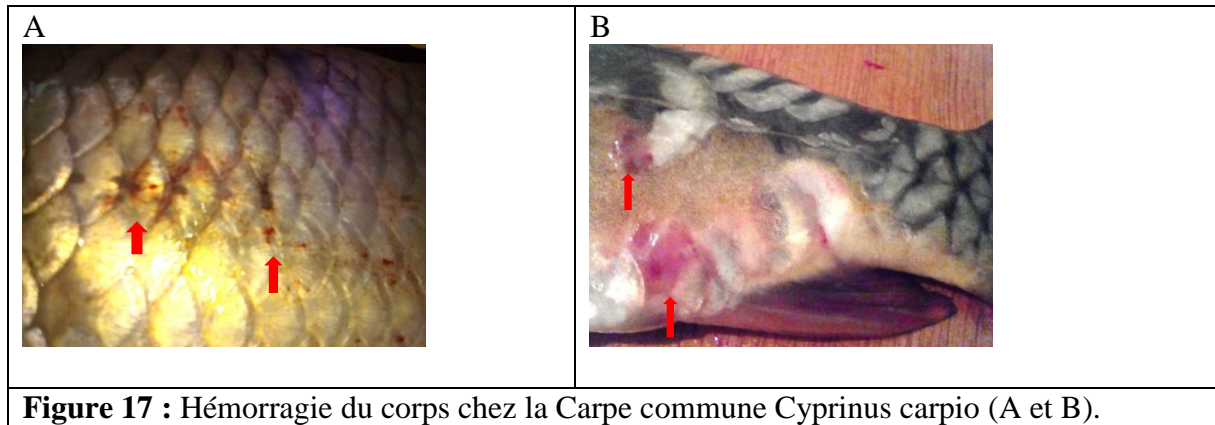 A
B
Figure 17 : Hémorragie du corps chez la Carpe commune Cyprinus carpio (A et B).